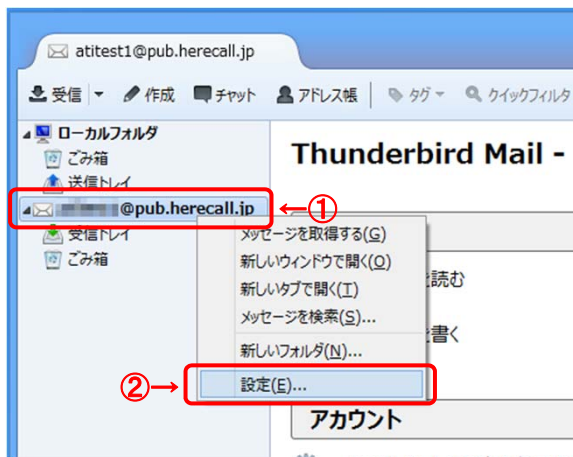 atitest1@pub.herecall.jp
受信 作成 チャット アドレス帳 タグ クイックフィルタ
ローカルフォルダ
ごみ箱
送信トレイ
Thunderbird Mail -
@pub.herecall.jp
←①
受信トレイ
ごみ箱
メッセージを取得する(G)
新しいウィンドウで開く(O)
新しいタブで開く(T)
メッセージを検索(S)...
新しいフォルダ(N)...
②→
設定(E)...
読む
書く
アカウント